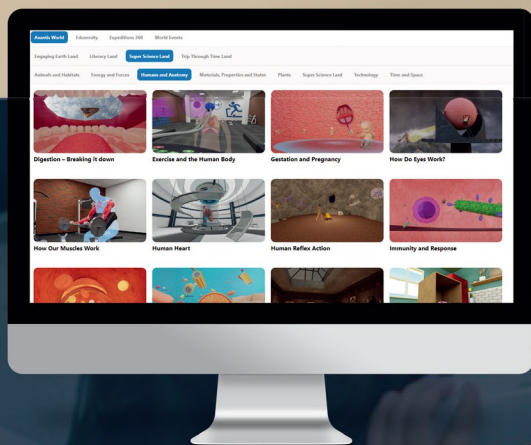 Avantis World Eduverse Expeditions 360 World Events
Engaging Earth Land Literacy Land Super Science Land Trip Through Time Land
Animals and Habitats Energy and Forces Humans and Anatomy Materials, Properties and States Plants Super Science Land Technology Time and Space
Digestion – Breaking it down Exercise and the Human Body Gestation and Pregnancy How Do Eyes Work?
How Our Muscles Work Human Heart Human Reflex Action Immunity and Response